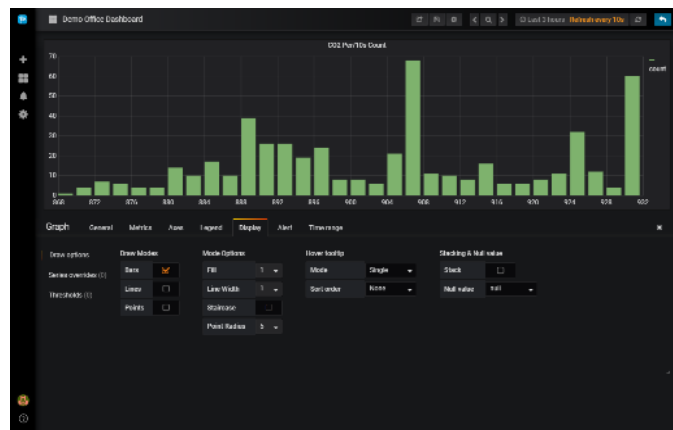 Demo Office Dashboard
Last 3 hours Refresh every 10s
CO2 Per/10s Count
70
60
50
40
30
20
10
0
868 872 876 880 884 888 892 896 900 904 908 912 916 920 924 928 932
count
Graph General Metrics Axes Legend Display Alert Time range
Draw options Draw Modes Mode Options Hover tooltip Stacking & Null value
Bars Fill 1 Mode Single Stack
Series overrides (0)
Lines Line Width 1 Sort order None Null value null
Thresholds (0)
Points Staircase
Point Radius 5